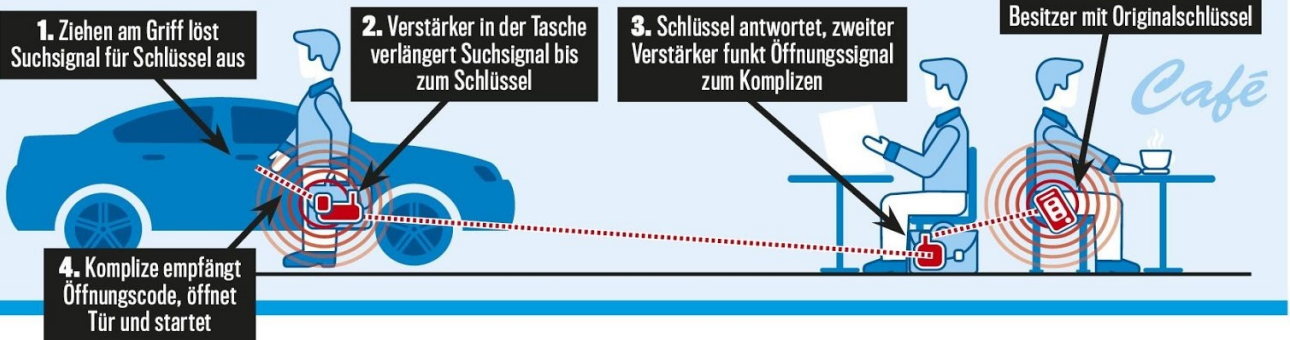 1. Ziehen am Griff löst
Suchsignal für Schlüssel aus
2. Verstärker in der Tasche
verlängert Suchsignal bis
zum Schlüssel
3. Schlüssel antwortet, zweiter
Verstärker funkt Öffnungssignal
zum Komplizen
Besitzer mit Originalschlüssel
Café
4. Komplize empfängt
Öffnungscode, öffnet
Tür und startet